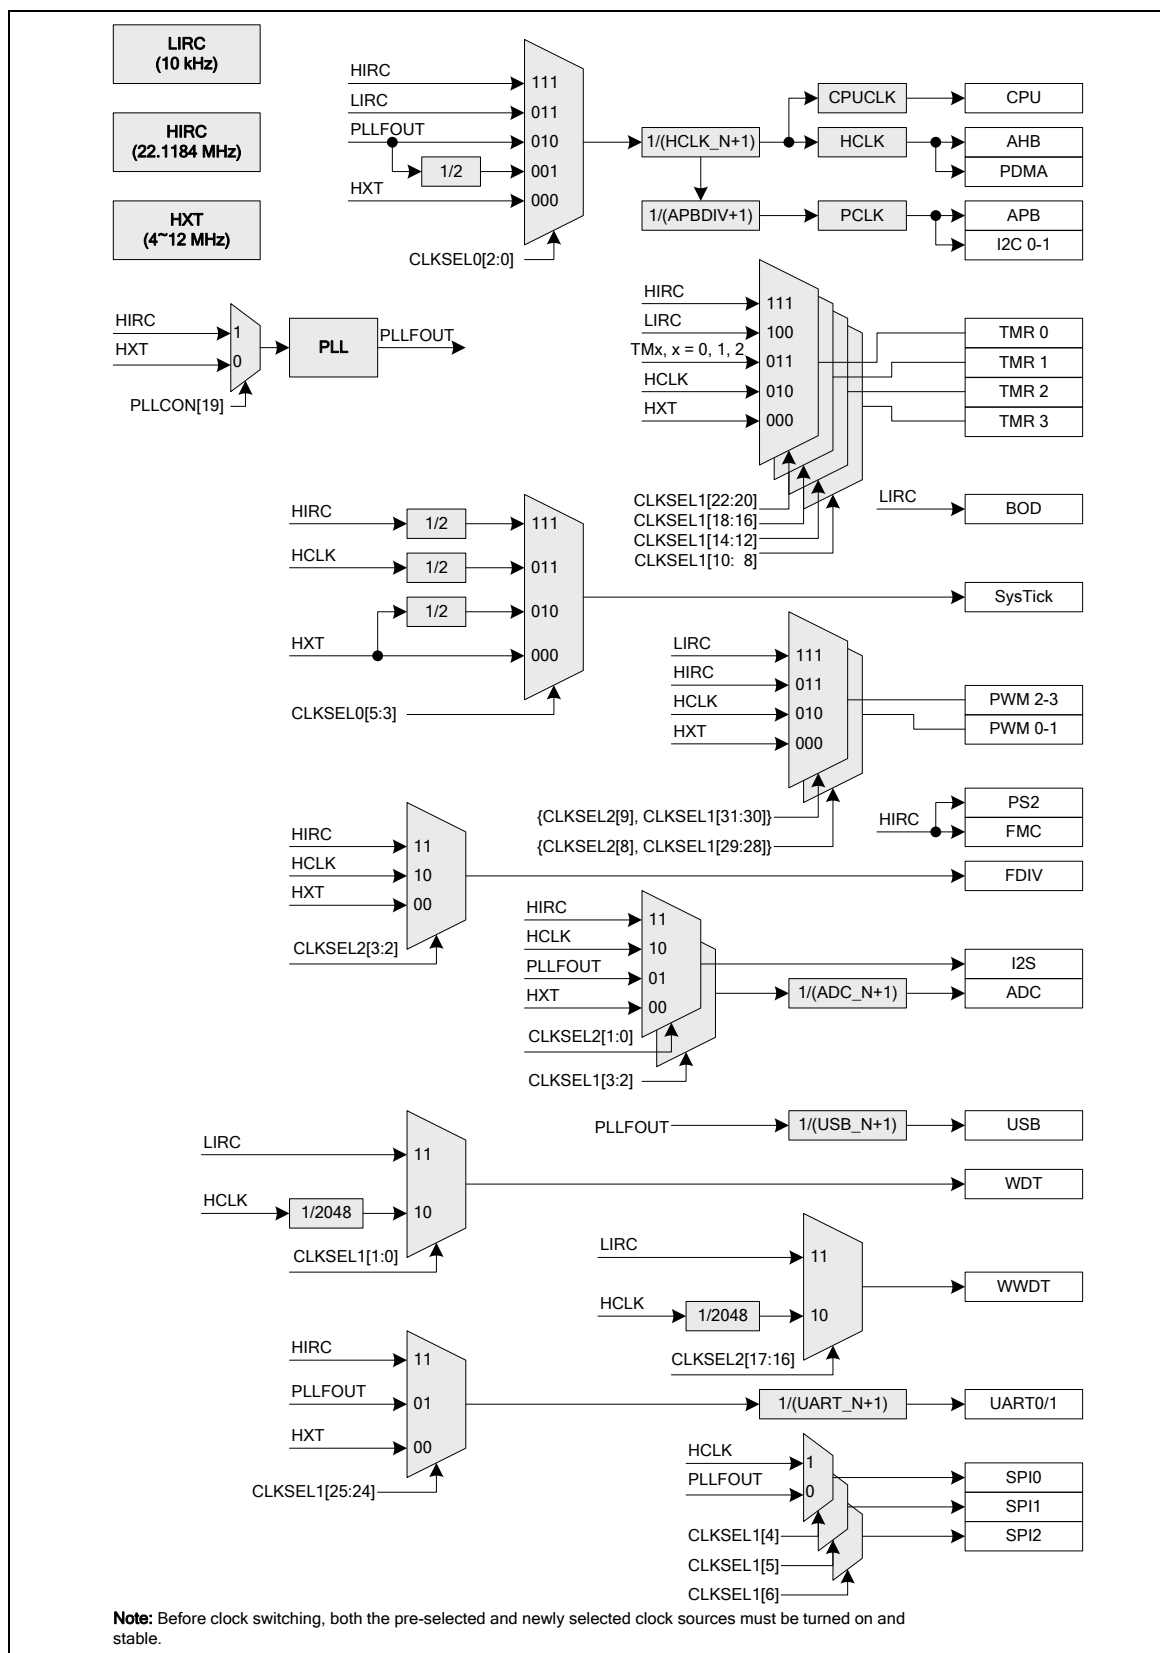 LIRC
(10 kHz)
HIRC
(22.1184 MHz)
HXT
(4~12 MHz)
HIRC
LIRC
PLLFOUT
1/2
HXT
111
011
010
001
000
CLKSEL0[2:0]
1/(HCLK_N+1)
1/(APBDIV+1)
CPUCLK
HCLK
PCLK
CPU
AHB
PDMA
APB
I2C 0-1
HIRC
HXT
1
0
PLLCON[19]
PLL
PLLFOUT
HIRC
LIRC
TMx, x = 0, 1, 2
HCLK
HXT
111
100
011
010
000
CLKSEL1[22:20]
CLKSEL1[18:16]
CLKSEL1[14:12]
CLKSEL1[10: 8]
TMR 0
TMR 1
TMR 2
TMR 3
LIRC
BOD
HIRC
1/2
HCLK
1/2
1/2
HXT
111
011
010
000
CLKSEL0[5:3]
SysTick
LIRC
HIRC
HCLK
HXT
111
011
010
000
{CLKSEL2[9], CLKSEL1[31:30]}
{CLKSEL2[8], CLKSEL1[29:28]}
PWM 2-3
PWM 0-1
HIRC
PS2
FMC
HIRC
HCLK
HXT
11
10
00
CLKSEL2[3:2]
FDIV
HIRC
HCLK
PLLFOUT
HXT
11
10
01
00
CLKSEL2[1:0]
CLKSEL1[3:2]
1/(ADC_N+1)
I2S
ADC
PLLFOUT
1/(USB_N+1)
USB
LIRC
HCLK
1/2048
11
10
CLKSEL1[1:0]
WDT
LIRC
HCLK
1/2048
11
10
CLKSEL2[17:16]
WWDT
HIRC
PLLFOUT
HXT
11
01
00
CLKSEL1[25:24]
1/(UART_N+1)
UART0/1
HCLK
PLLFOUT
1
0
CLKSEL1[4]
CLKSEL1[5]
CLKSEL1[6]
SPI0
SPI1
SPI2
Note: Before clock switching, both the pre-selected and newly selected clock sources must be turned on and
stable.